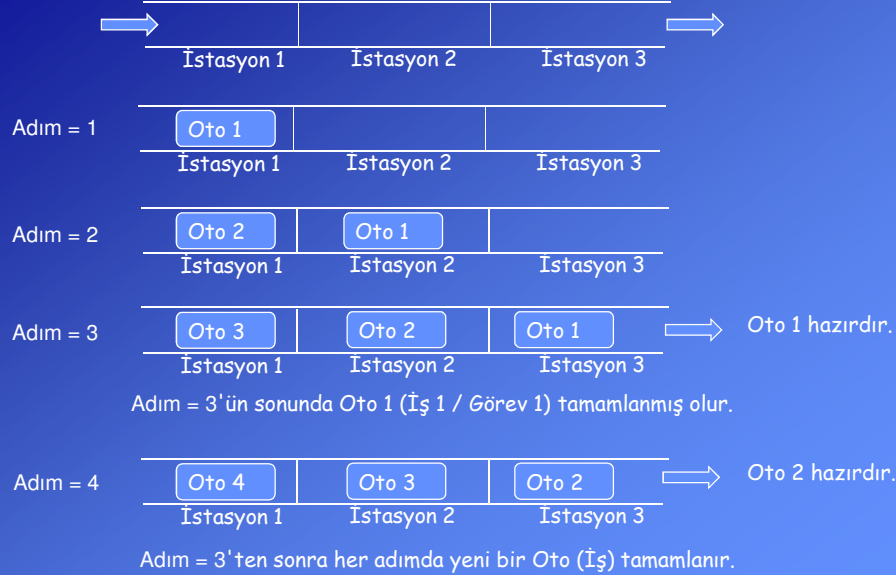 İstasyon 1 İstasyon 2 İstasyon 3
Adım = 1 Oto 1
İstasyon 1 İstasyon 2 İstasyon 3
Adım = 2 Oto 2 Oto 1
İstasyon 1 İstasyon 2 İstasyon 3
Adım = 3 Oto 3 Oto 2 Oto 1 Oto 1 hazırdır.
İstasyon 1 İstasyon 2 İstasyon 3
Adım = 3'ün sonunda Oto 1 (İş 1 / Görev 1) tamamlanmış olur.
Adım = 4 Oto 4 Oto 3 Oto 2 Oto 2 hazırdır.
İstasyon 1 İstasyon 2 İstasyon 3
Adım = 3'ten sonra her adımda yeni bir Oto (İş) tamamlanır.